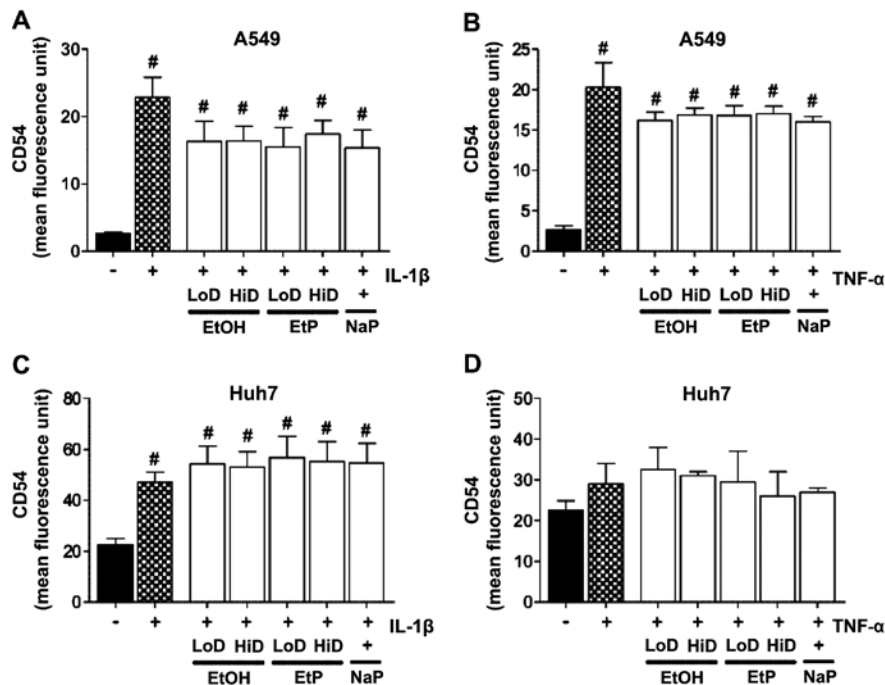 A
A549
CD54
(mean fluorescence unit)
30
20
10
0
# # # # # #
- + + + + + + IL-1β
LoD HiD LoD HiD +
EtOH EtP NaP
B
A549
CD54
(mean fluorescence unit)
25
20
15
10
5
0
# # # # # #
- + + + + + + TNF-α
LoD HiD LoD HiD +
EtOH EtP NaP
C
Huh7
CD54
(mean fluorescence unit)
80
60
40
20
0
# # # # # #
- + + + + + + IL-1β
LoD HiD LoD HiD +
EtOH EtP NaP
D
Huh7
CD54
(mean fluorescence unit)
50
40
30
20
10
0
- + + + + + + TNF-α
LoD HiD LoD HiD +
EtOH EtP NaP